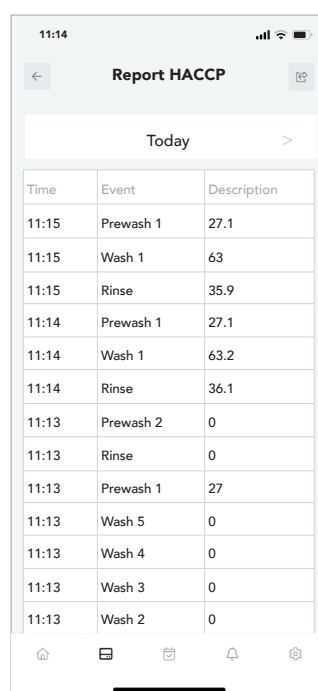 11:14
Report HACCP
Today >
Time Event Description
11:15 Prewash 1 27.1
11:15 Wash 1 63
11:15 Rinse 35.9
11:14 Prewash 1 27.1
11:14 Wash 1 63.2
11:14 Rinse 36.1
11:13 Prewash 2 0
11:13 Rinse 0
11:13 Prewash 1 27
11:13 Wash 5 0
11:13 Wash 4 0
11:13 Wash 3 0
11:13 Wash 2 0